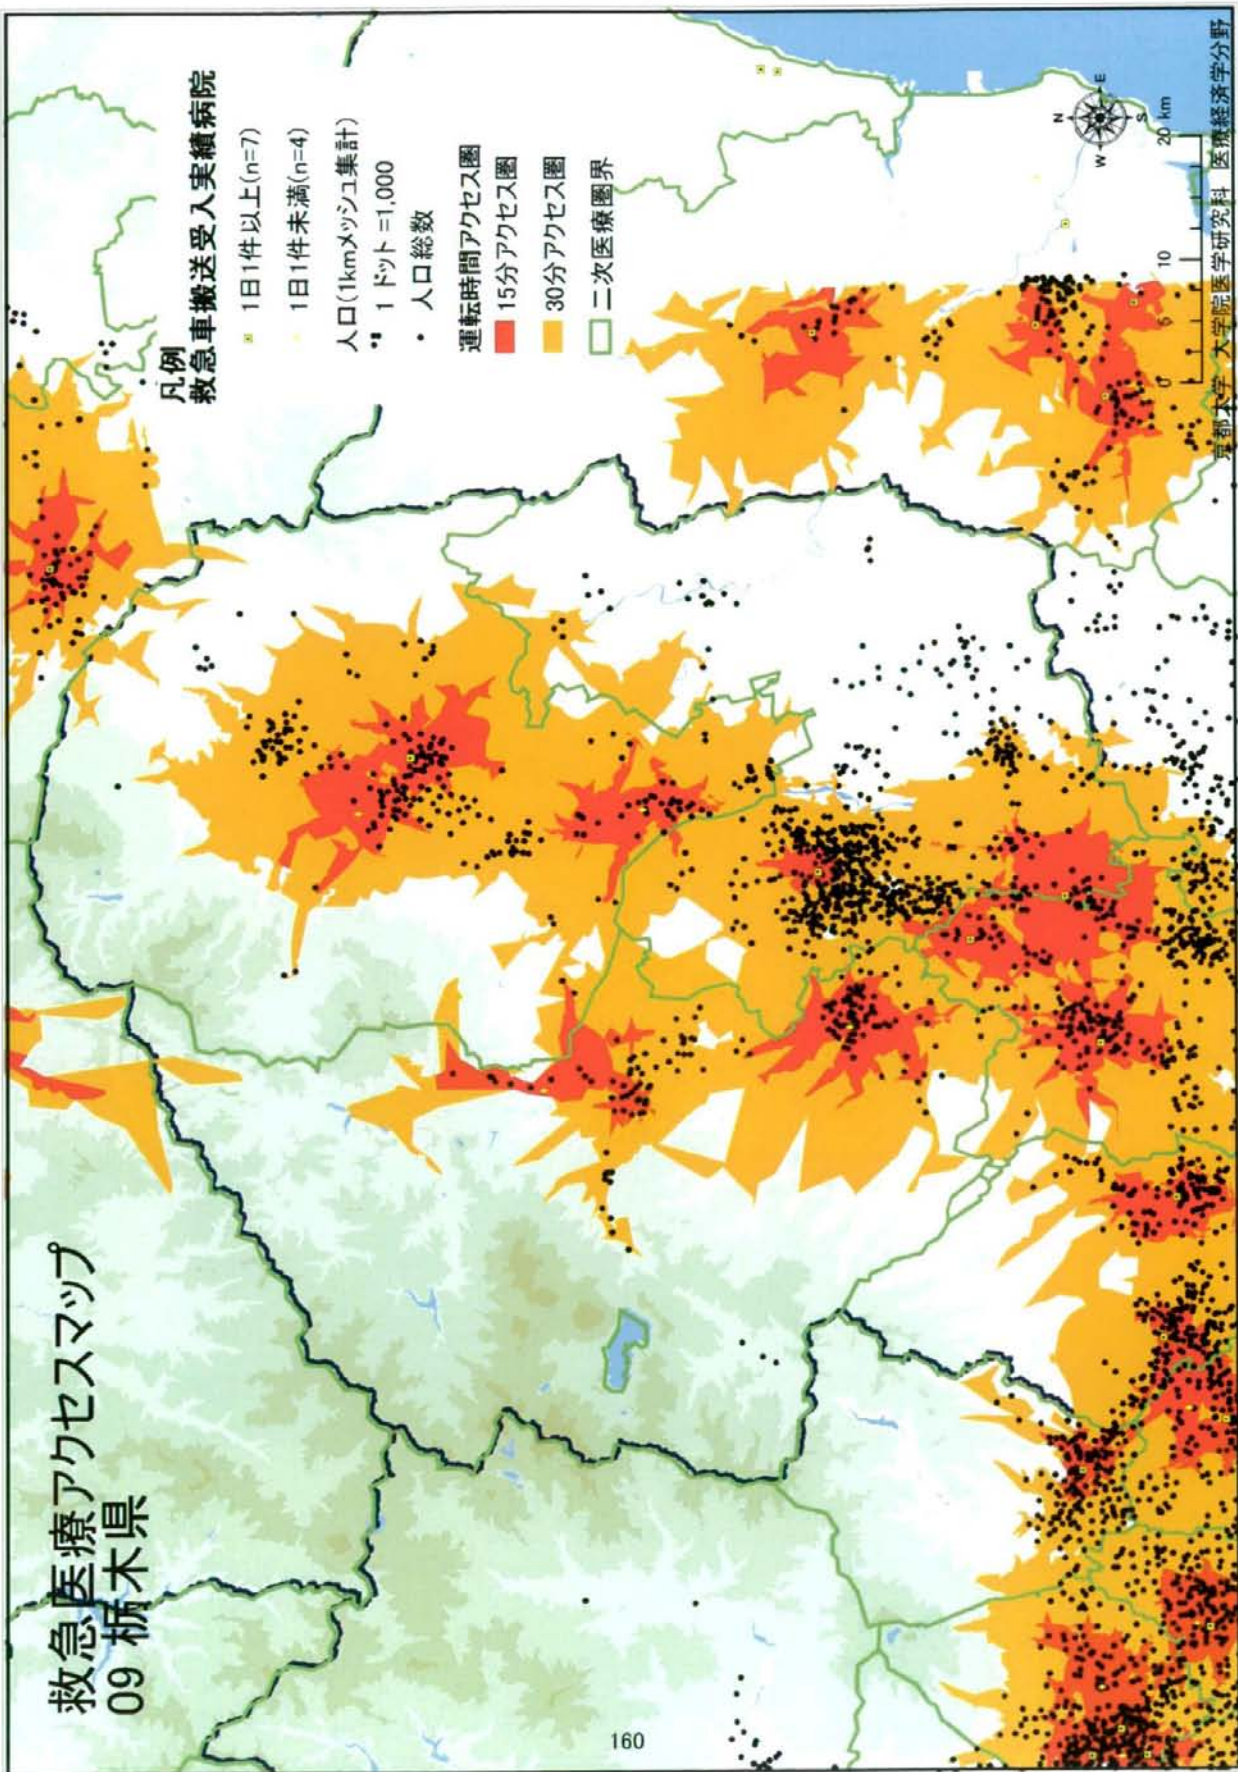 救急医療アクセスマップ
09 栃木県
凡例
救急車搬送受入実績病院
1日1件以上(n=7)
1日1件未満(n=4)
人口(1kmメッシュ集計)
1 ドット =1,000
人口総数
運転時間アクセス圏
15分アクセス圏
30分アクセス圏
二次医療圏界
N
W
E
S
0 5 10 20 km
京都大学 大学院医学研究科 医療経済学分野
160